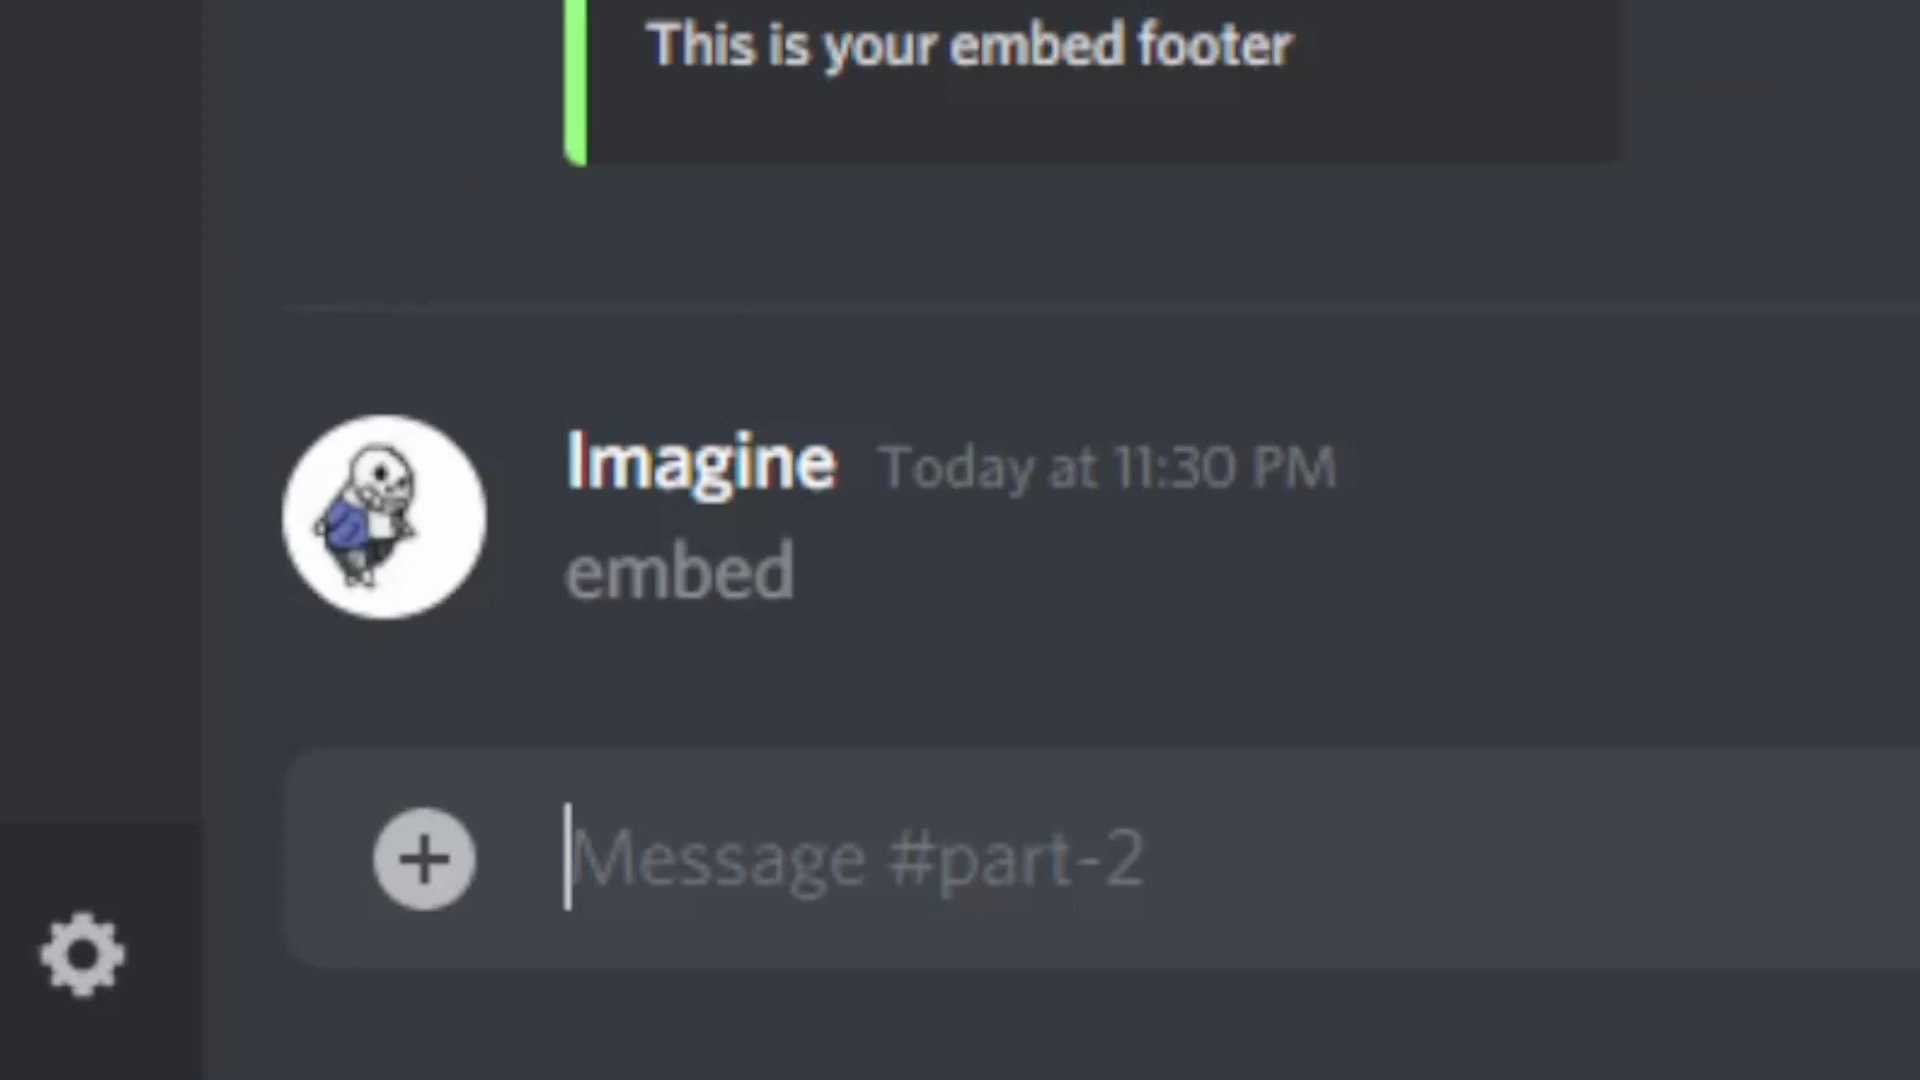 This is your embed footer
Imagine Today at 11:30 PM
embed
Message #part-2